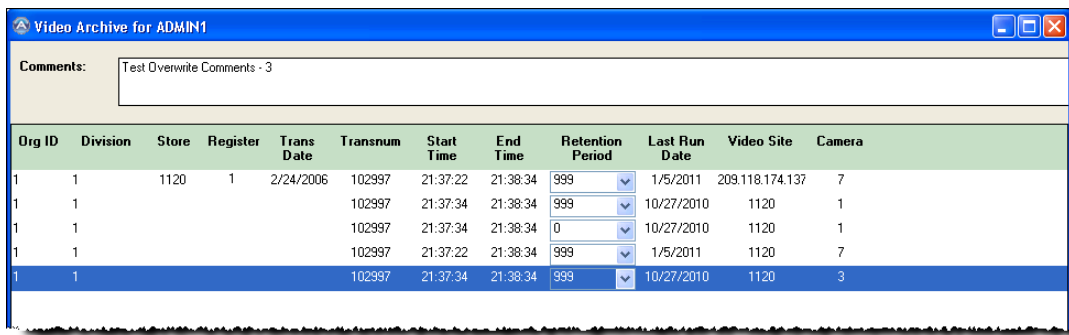 Video Archive for ADMIN1
Comments: Test Overwrite Comments - 3
Org ID Division Store Register Trans Date Transnum Start Time End Time Retention Period Last Run Date Video Site Camera
1 1 1120 1 2/24/2006 102997 21:37:22 21:38:34 999 1/5/2011 209.118.174.137 7
1 1 102997 21:37:34 21:38:34 999 10/27/2010 1120 1
1 1 102997 21:37:34 21:38:34 0 10/27/2010 1120 1
1 1 102997 21:37:22 21:38:34 999 1/5/2011 1120 7
1 1 102997 21:37:34 21:38:34 999 10/27/2010 1120 3